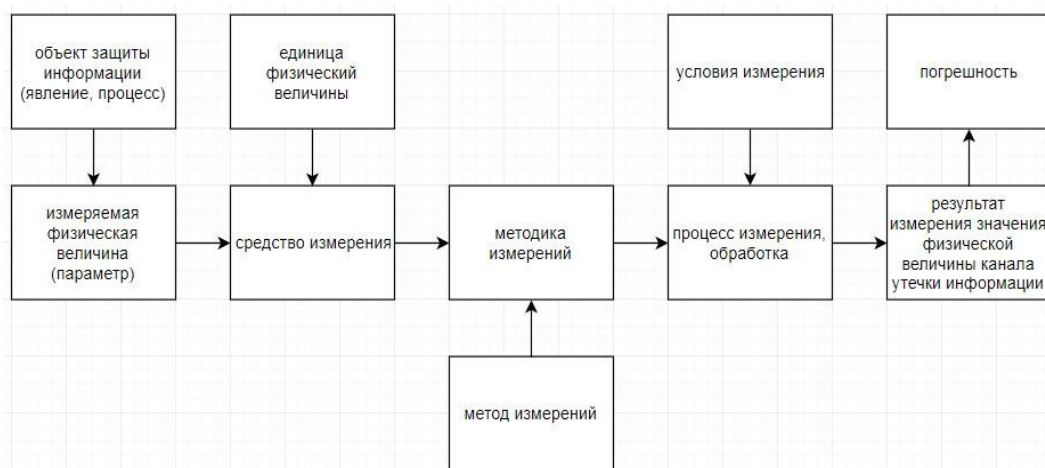 объект защиты
информации
(явление, процесс)
единица
физический
величины
условия измерения
погрешность
измеряемая
физическая
величина
(параметр)
средство измерения
методика
измерений
процесс измерения,
обработка
результат
измерения значения
физической
величины канала
утечки информации
метод измерений